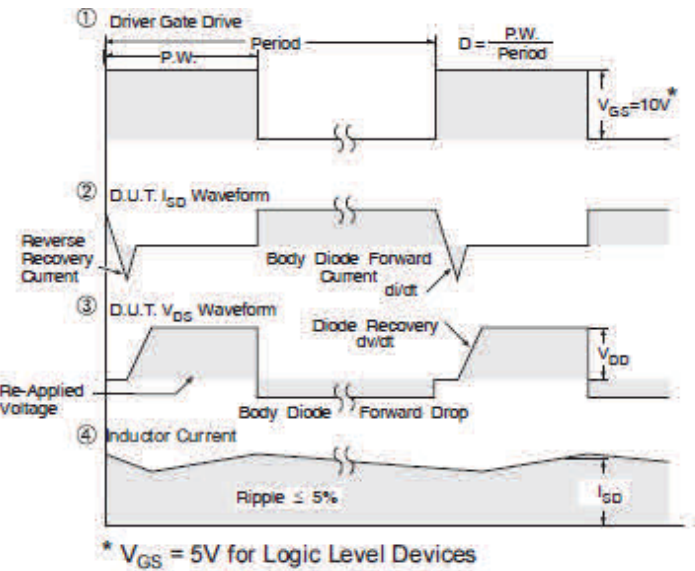 ① Driver Gate Drive
Period
P.W.
D = P.W.
Period
VGS=10V*
② D.U.T. ISD Waveform
Reverse
Recovery
Current
Body Diode Forward
Current
di/dt
③ D.U.T. VDS Waveform
Diode Recovery
dv/dt
VDD
Re-Applied
Voltage
Body Diode Forward Drop
④ Inductor Current
Ripple ≤ 5%
ISD
* VGS = 5V for Logic Level Devices